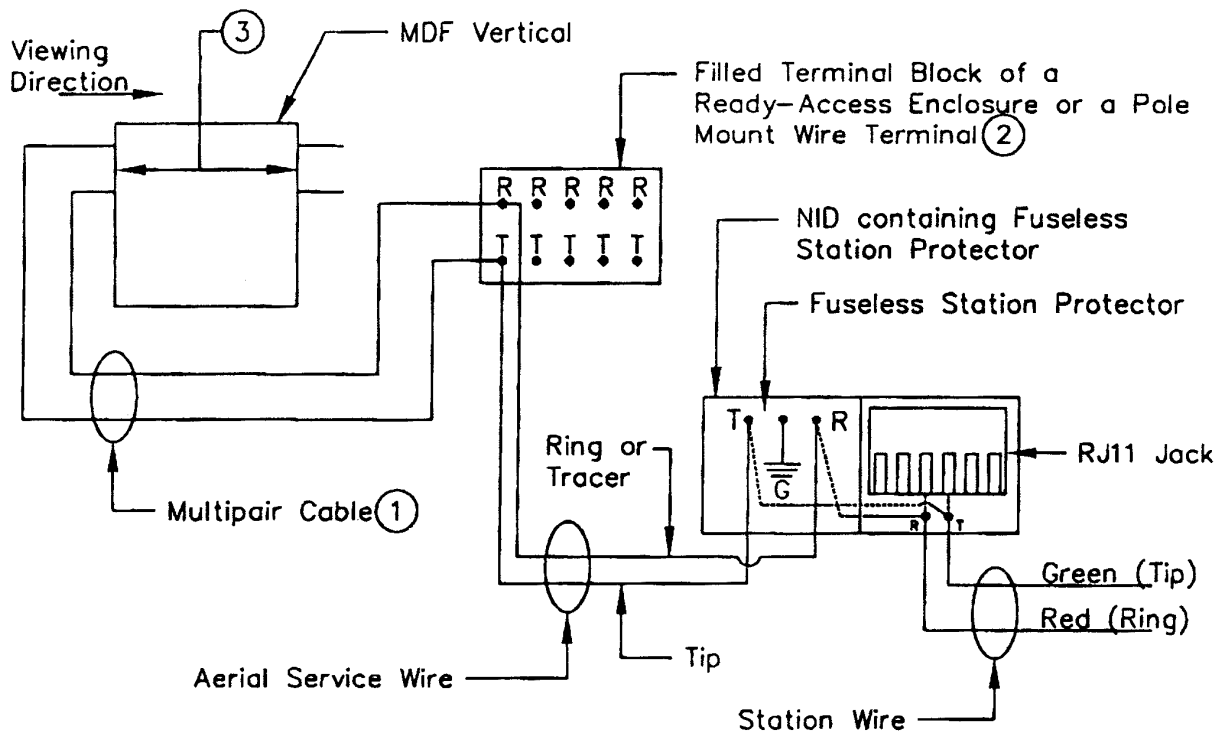 3
MDF Vertical
Viewing
Direction
Filled Terminal Block of a
Ready-Access Enclosure or a Pole
Mount Wire Terminal 2
R R R R R
T T T T T
NID containing Fuseless
Station Protector
Fuseless Station Protector
T R
G
RJ11 Jack
R T
Ring or
Tracer
Multipair Cable 1
Green (Tip)
Red (Ring)
Tip
Aerial Service Wire
Station Wire